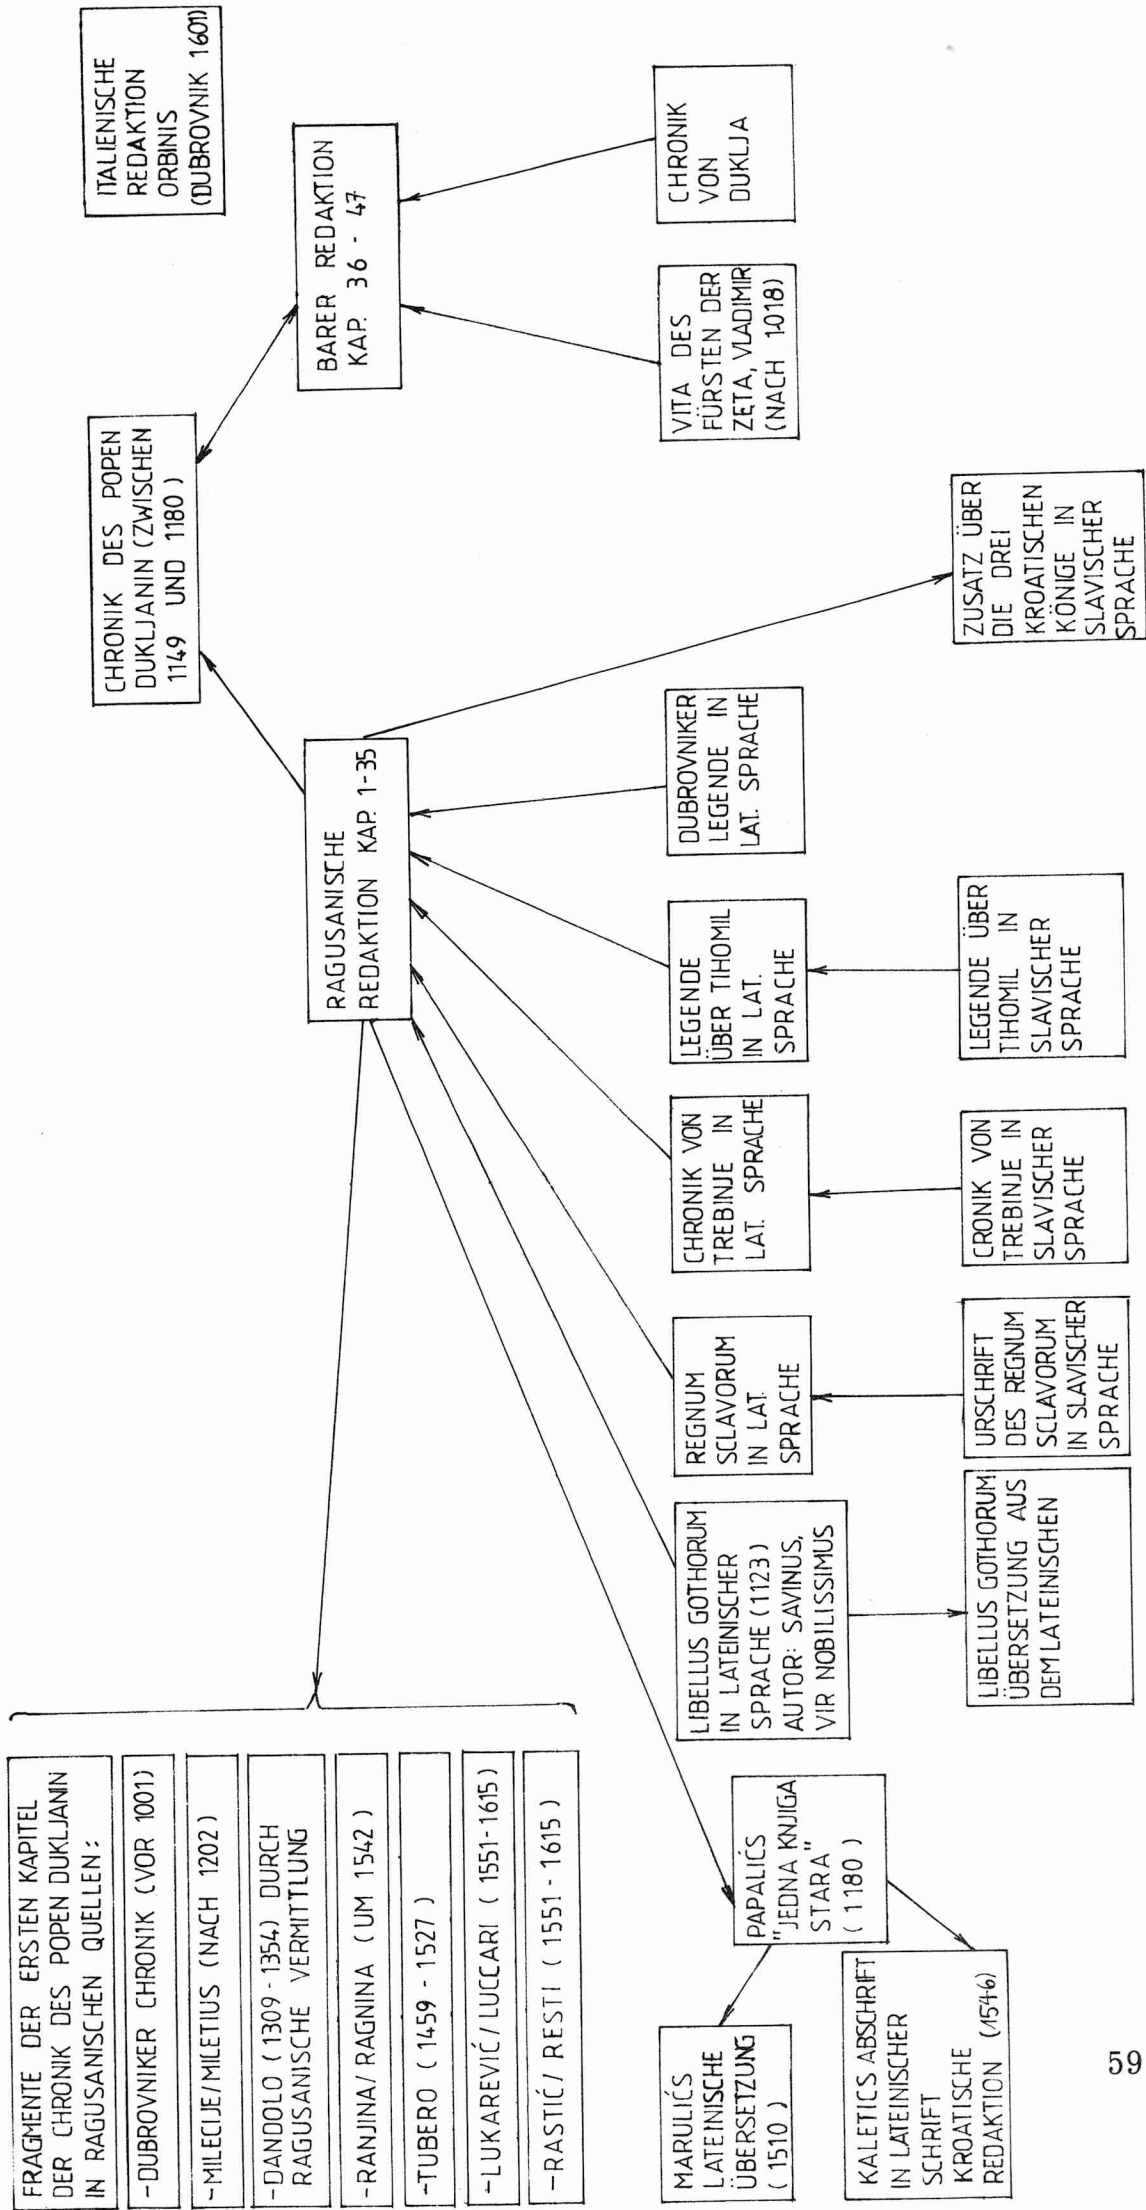 FRAGMENTE DER ERSTEN KAPITEL
DER CHRONIK DES POPEN DUKLJANIN
IN RAGUSANISCHEN QUELLEN:
-DUBROVNIKER CHRONIK (VOR 1001)
-MILECIJE/MILETIUS (NACH 1202)
-DANDOLO (1309-1354) DURCH
RAGUSANISCHE VERMITTLUNG
-RANJINA/RAGNINA (UM 1542)
-TUBERO (1459-1527)
-LUKAREVIĆ/LUCCARI (1551-1615)
-RASTIĆ/RESTI (1551-1615)
CHRONIK DES POPEN
DUKLJANIN (ZWISCHEN
1149 UND 1180)
ITALIENISCHE
REDAKTION
ORBINIS
(DUBROVNIK 1601)
RAGUSANISCHE
REDAKTION KAP. 1-35
BARER REDAKTION
KAP. 36 - 47
MARULIĆS
LATEINISCHE
ÜBERSETZUNG
(1510)
PAPALIĆS
"JEDNA KNJIGA
STARA"
(1180)
KALETICS ABSCHRIFT
IN LATEINISCHER
SCHRIFT
KROATISCHE
REDAKTION (1546)
LIBELLUS GOTHORUM
IN LATEINISCHER
SPRACHE (1123)
AUTOR: SAVINUS,
VIR NOBILISSIMUS
REGNUM
SCLAVORUM
IN LAT.
SPRACHE
CHRONIK VON
TREBINJE IN
LAT. SPRACHE
LEGENDE
ÜBER TIHOMIL
IN LAT.
SPRACHE
DUBROVNIKER
LEGENDE IN
LAT. SPRACHE
VITA DES
FÜRSTEN DER
ZETA, VLADIMIR
(NACH 1018)
CHRONIK
VON
DUKLJA
LIBELLUS GOTHORUM
ÜBERSETZUNG AUS
DEM LATEINISCHEN
URSCHRIFT
DES REGNUM
SCLAVORUM
IN SLAVISCHER
SPRACHE
CRONIK VON
TREBINJE IN
SLAVISCHER
SPRACHE
LEGENDE ÜBER
TIHOMIL IN
SLAVISCHER
SPRACHE
ZUSATZ ÜBER
DIE DREI
KROATISCHEN
KÖNIGE IN
SLAVISCHER
SPRACHE
59